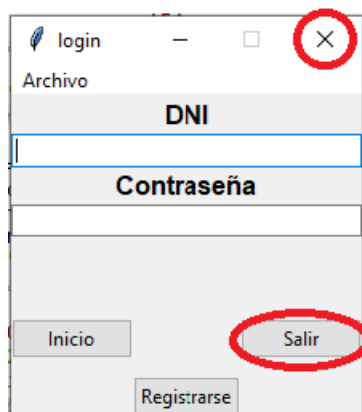 login
Archivo
DNI
Contraseña
Inicio Salir
Registrarse